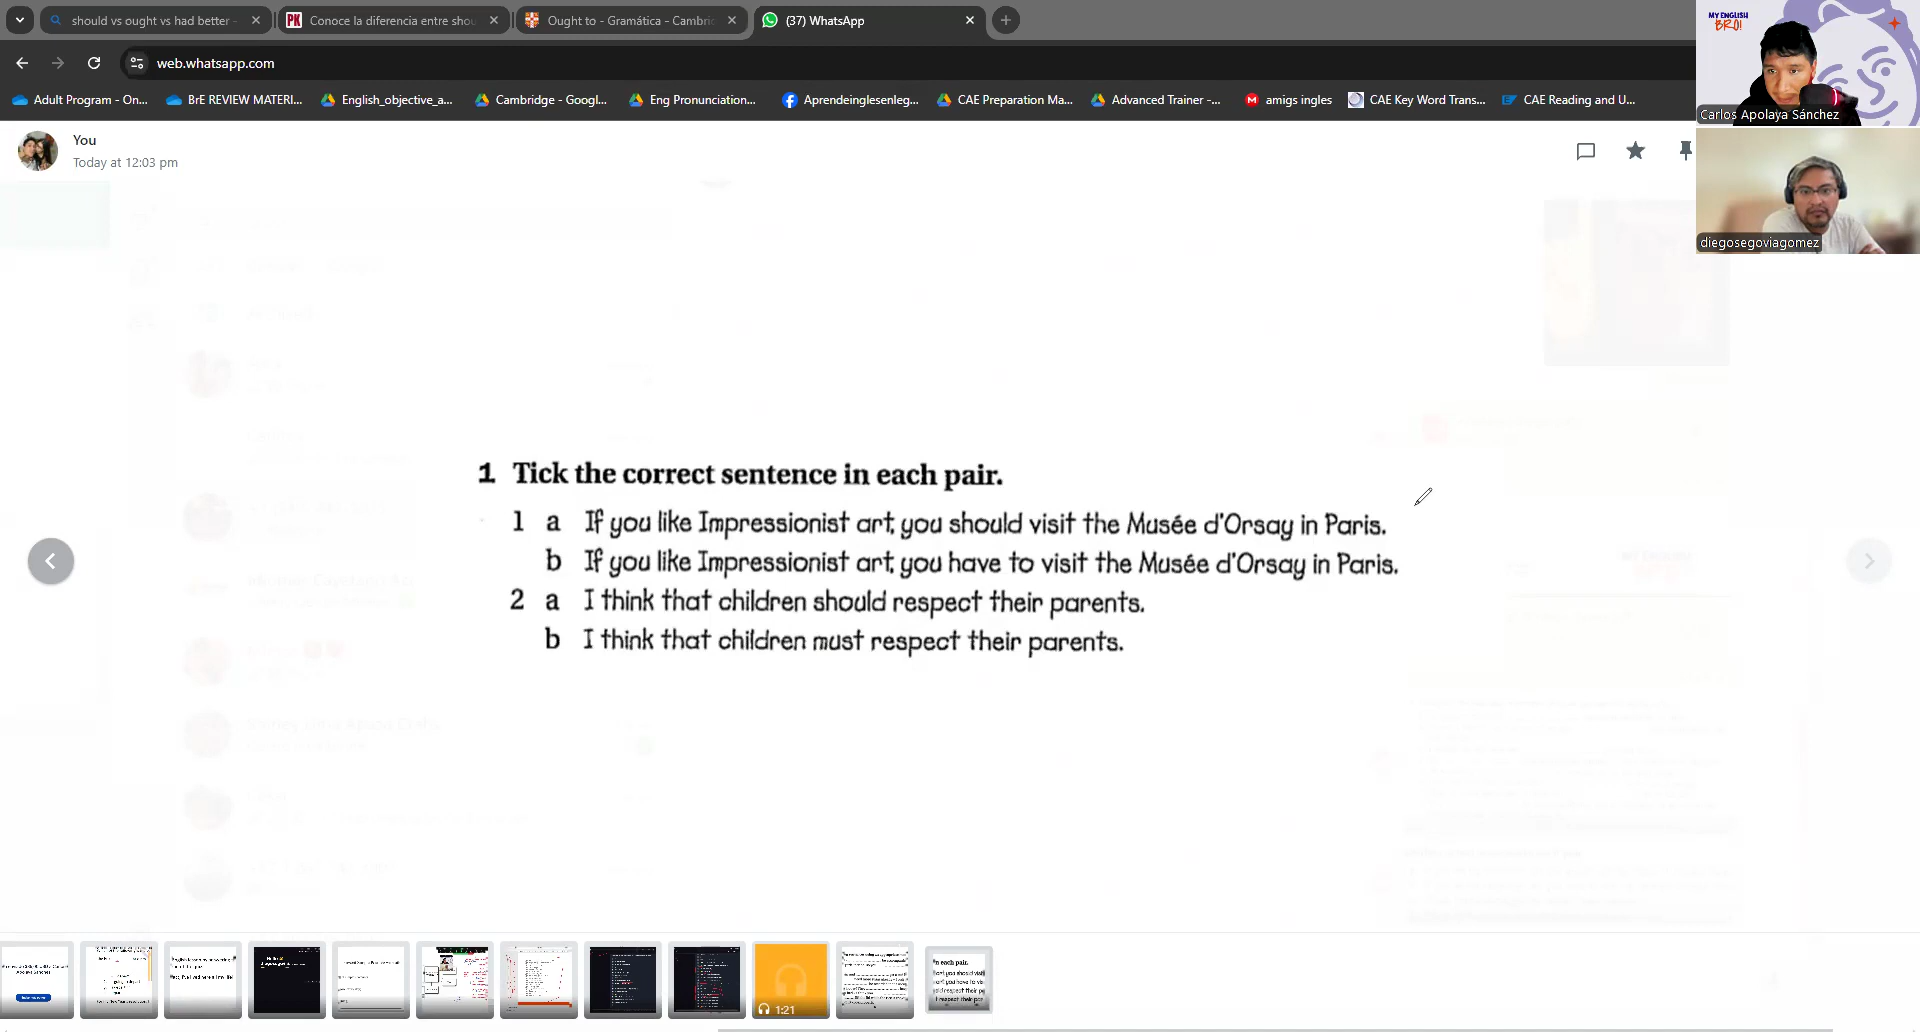 should vs ought vs had better -
PK Conoce la diferencia entre shou
Ought to - Gramática - Cambri
(37) WhatsApp
web.whatsapp.com
Adult Program - On...
BrE REVIEW MATERI...
English_objective_a...
Cambridge - Googl...
Eng Pronunciation...
Aprendeinglesenleg...
CAE Preparation Ma...
Advanced Trainer -...
amigs ingles
CAE Key Word Trans...
CAE Reading and U...
MY ENGLISH
BRO!
Carlos Apolaya Sánchez
diegosegoviagomez
You
Today at 12:03 pm
1 Tick the correct sentence in each pair.
1 a If you like Impressionist art, you should visit the Musée d'Orsay in Paris.
b If you like Impressionist art, you have to visit the Musée d'Orsay in Paris.
2 a I think that children should respect their parents.
b I think that children must respect their parents.
1:21